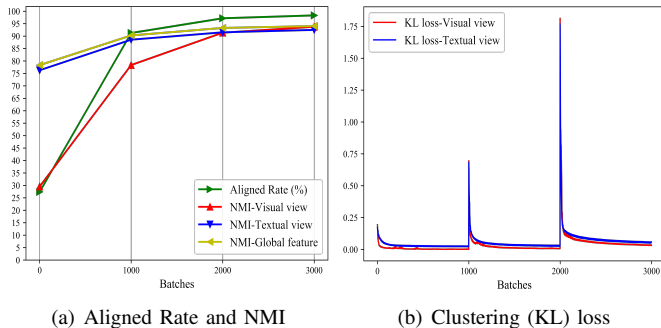 100
95
90
85
80
75
70
65
60
55
50
45
40
35
30
25
20
15
10
5
0
Aligned Rate (%)
NMI-Visual view
NMI-Textual view
NMI-Global feature
0 1000 2000 3000
Batches
(a) Aligned Rate and NMI
KL loss-Visual view
KL loss-Textual view
1.75
1.50
1.25
1.00
0.75
0.50
0.25
0.00
0 1000 2000 3000
Batches
(b) Clustering (KL) loss